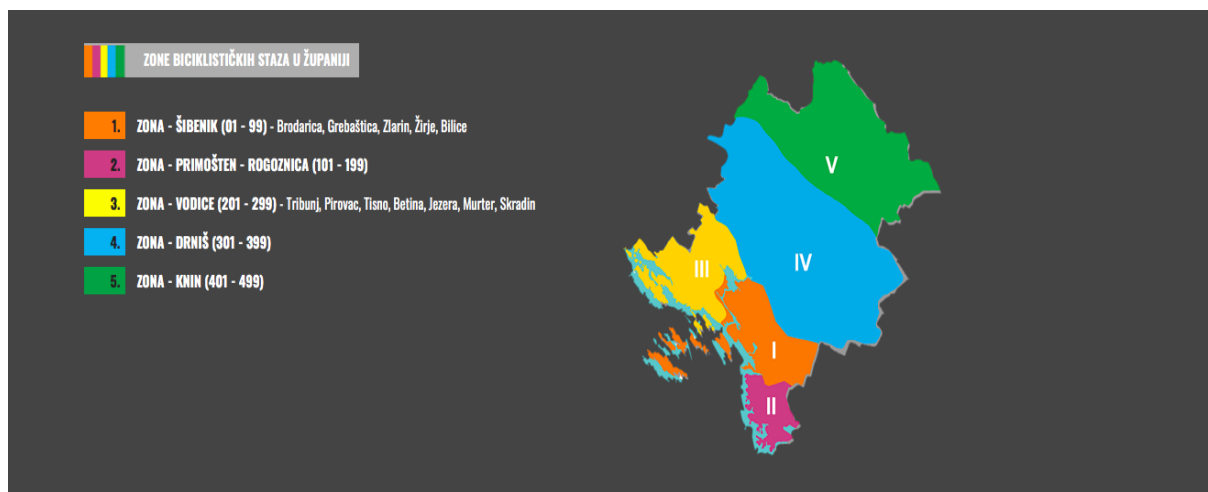 ZONE BICIKLISTIČKIH STAZA U ŽUPANIJI
1. ZONA - ŠIBENIK (01 - 99) - Brodarica, Grebaštica, Zlarin, Žirje, Bilice
2. ZONA - PRIMOŠTEN - ROGOZNICA (101 - 199)
3. ZONA - VODICE (201 - 299) - Tribunj, Pirovac, Tisno, Betina, Jezera, Murter, Skradin
4. ZONA - DRNIŠ (301 - 399)
5. ZONA - KNIN (401 - 499)
V
IV
III
I
II